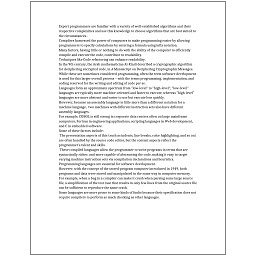 Expert programmers are familiar with a variety of well-established algorithms and their
respective complexities and use this knowledge to choose algorithms that are best suited to
the circumstances.
Compilers harnessed the power of computers to make programming easier by allowing
programmers to specify calculations by entering a formula using infix notation.
Many factors, having little or nothing to do with the ability of the computer to efficiently
compile and execute the code, contribute to readability.
Techniques like Code refactoring can enhance readability.
In the 9th century, the Arab mathematician Al-Kindi described a cryptographic algorithm
for deciphering encrypted code, in A Manuscript on Deciphering Cryptographic Messages.
While these are sometimes considered programming, often the term software development
is used for this larger overall process – with the terms programming, implementation, and
coding reserved for the writing and editing of code per se.
Languages form an approximate spectrum from "low-level" to "high-level"; "low-level"
languages are typically more machine-oriented and faster to execute, whereas "high-level"
languages are more abstract and easier to use but execute less quickly.
However, because an assembly language is little more than a different notation for a
machine language, two machines with different instruction sets also have different
assembly languages.
For example, COBOL is still strong in corporate data centers often on large mainframe
computers, Fortran in engineering applications, scripting languages in Web development,
and C in embedded software.
Some of these factors include:
The presentation aspects of this (such as indents, line breaks, color highlighting, and so on)
are often handled by the source code editor, but the content aspects reflect the
programmer's talent and skills.
These compiled languages allow the programmer to write programs in terms that are
syntactically richer, and more capable of abstracting the code, making it easy to target
varying machine instruction sets via compilation declarations and heuristics.
Programming languages are essential for software development.
However, with the concept of the stored-program computer introduced in 1949, both
programs and data were stored and manipulated in the same way in computer memory.
For example, when a bug in a compiler can make it crash when parsing some large source
file, a simplification of the test case that results in only few lines from the original source file
can be sufficient to reproduce the same crash.
Some languages are more prone to some kinds of faults because their specification does not
require compilers to perform as much checking as other languages.